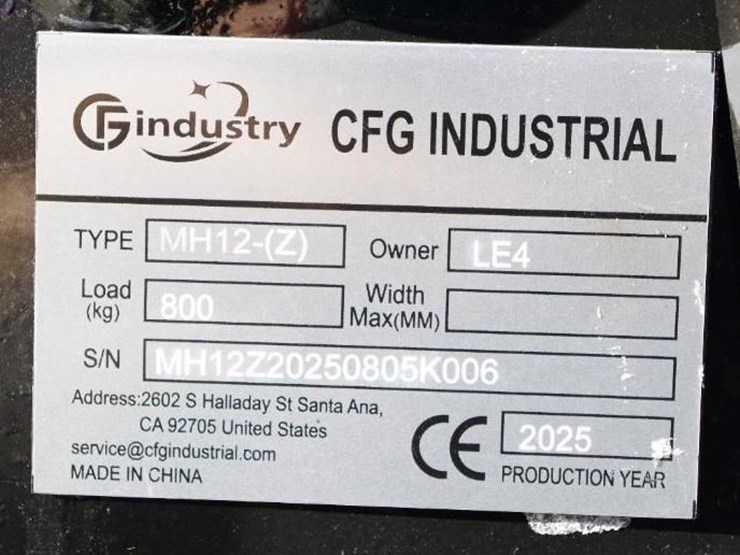 CFGindustry CFG INDUSTRIAL
TYPE MH12-(Z) Owner LE4
Load (kg) 800 Width Max(MM)
S/N MH12Z20250805K006
Address:2602 S Halladay St Santa Ana,
CA 92705 United States
service@cfgindustrial.com
MADE IN CHINA
CE 2025
PRODUCTION YEAR